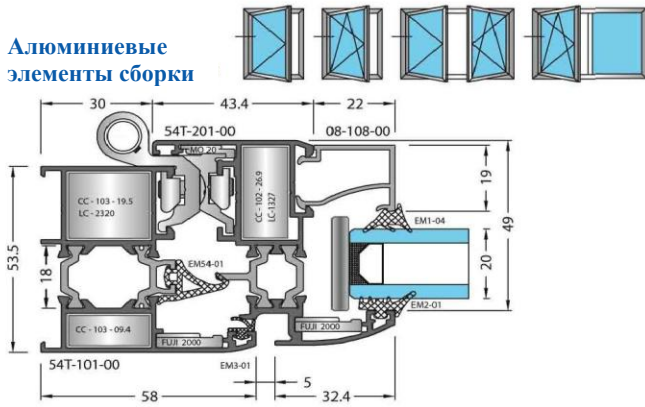 Алюминиевые
элементы сборки
30
43.4
22
54T-201-00
08-108-00
MO 20
CC - 103 - 19.5
LC - 2320
CC - 102 - 26.9
LC-1327
19
49
EM1-04
53.5
18
EM54-01
20
EM2-01
CC - 103 - 09.4
FUJI 2000
FUJI 2000
54T-101-00
EM3-01
5
58
32.4